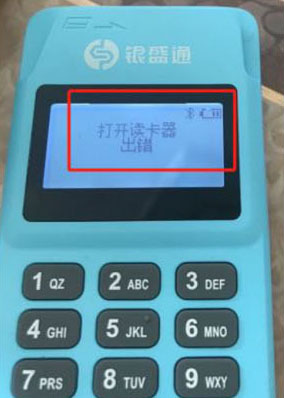 银盛通
打开读卡器
出错
1 QZ
2 ABC
3 DEF
4 GHI
5 JKL
6 MNO
7 PRS
8 TUV
9 WXY